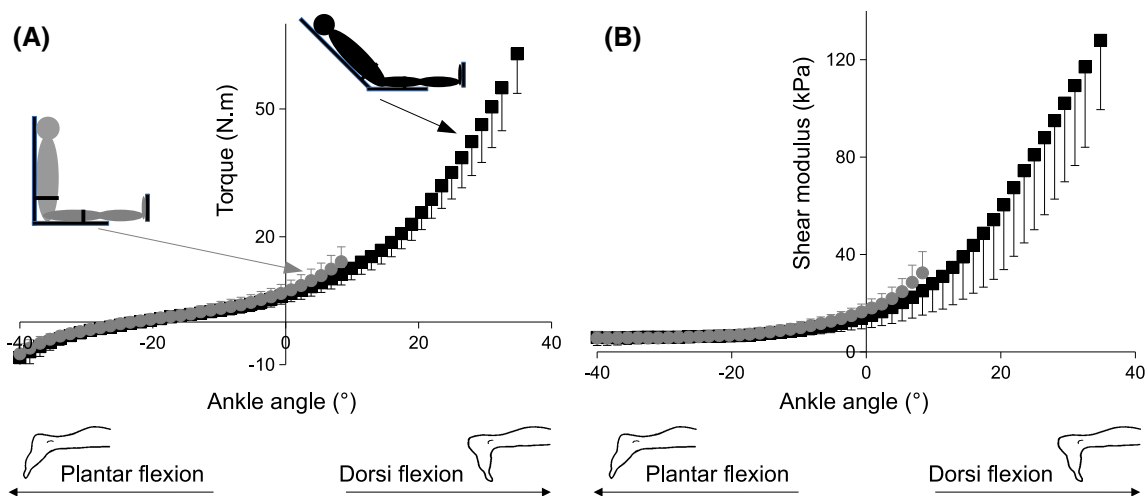 (A)
Torque (N.m)
50
20
-10
-40
-20
0
20
40
Ankle angle (°)
Plantar flexion
Dorsi flexion
(B)
Shear modulus (kPa)
120
80
40
0
-40
-20
0
20
40
Ankle angle (°)
Plantar flexion
Dorsi flexion